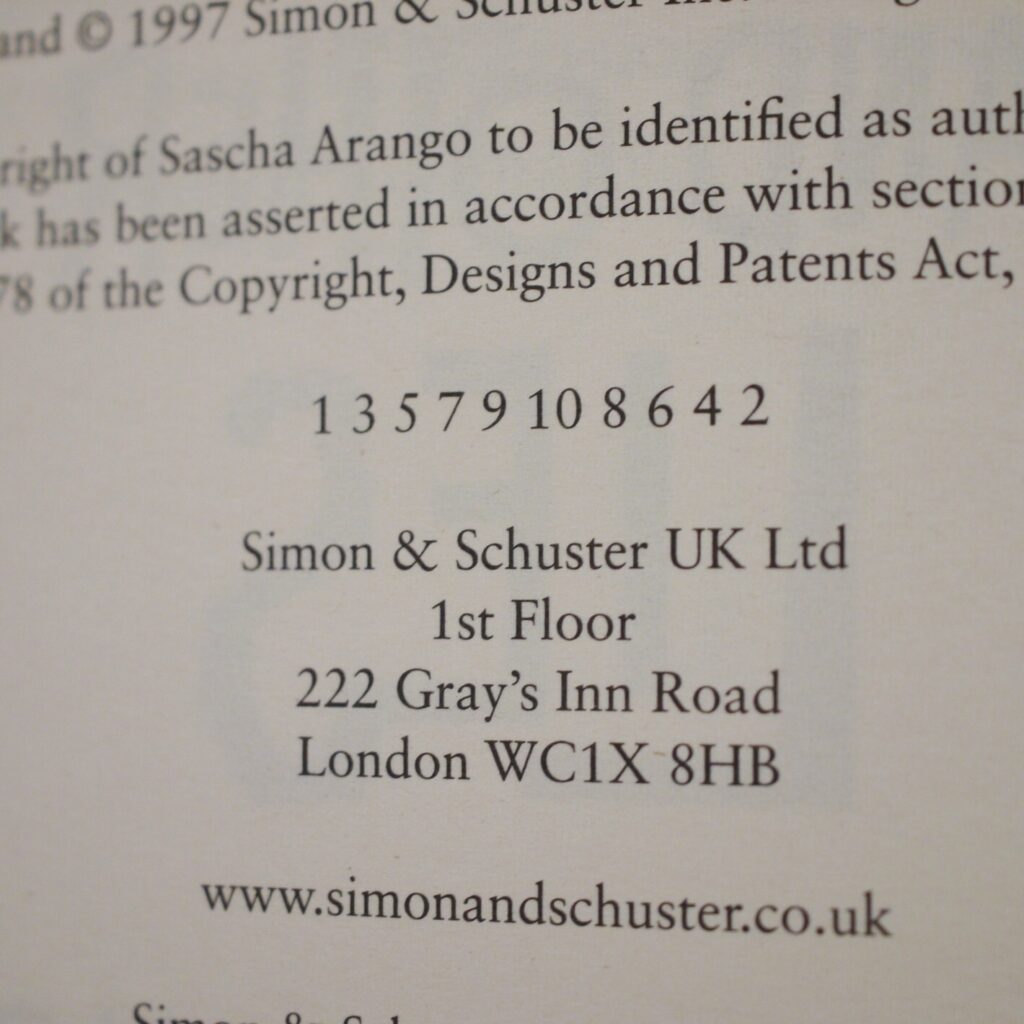 and © 1997 Simon & Schuster
right of Sascha Arango to be identified as auth
k has been asserted in accordance with section
78 of the Copyright, Designs and Patents Act,
1 3 5 7 9 10 8 6 4 2
Simon & Schuster UK Ltd
1st Floor
222 Gray's Inn Road
London WC1X 8HB
www.simonandschuster.co.uk
Simon &